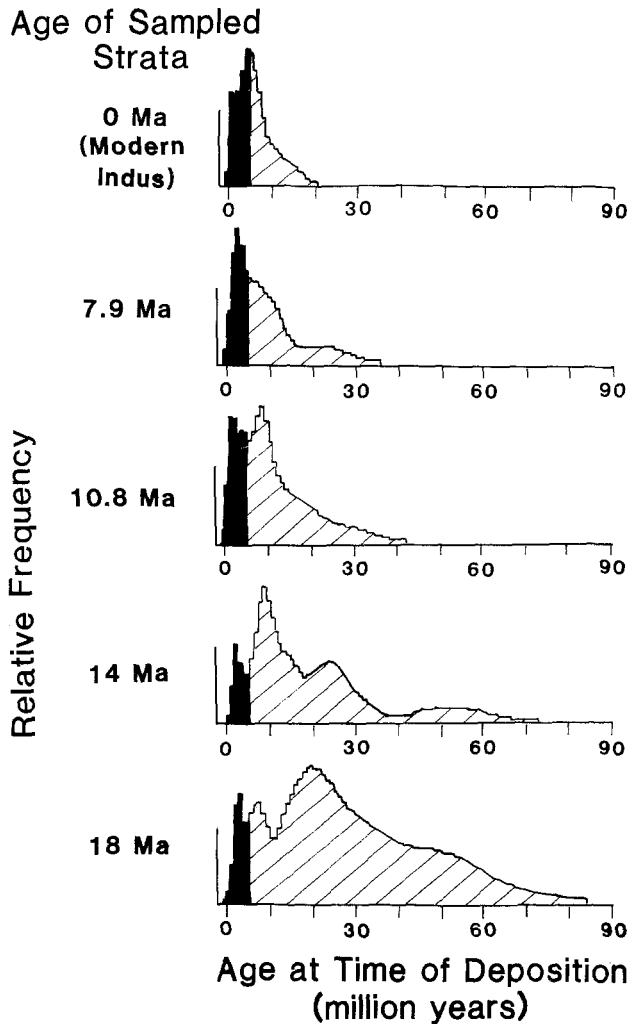 Age of Sampled
Strata
0 Ma
(Modern
Indus)
0 30 60 90
7.9 Ma
0 30 60 90
10.8 Ma
0 30 60 90
14 Ma
0 30 60 90
18 Ma
0 30 60 90
Relative Frequency
Age at Time of Deposition
(million years)